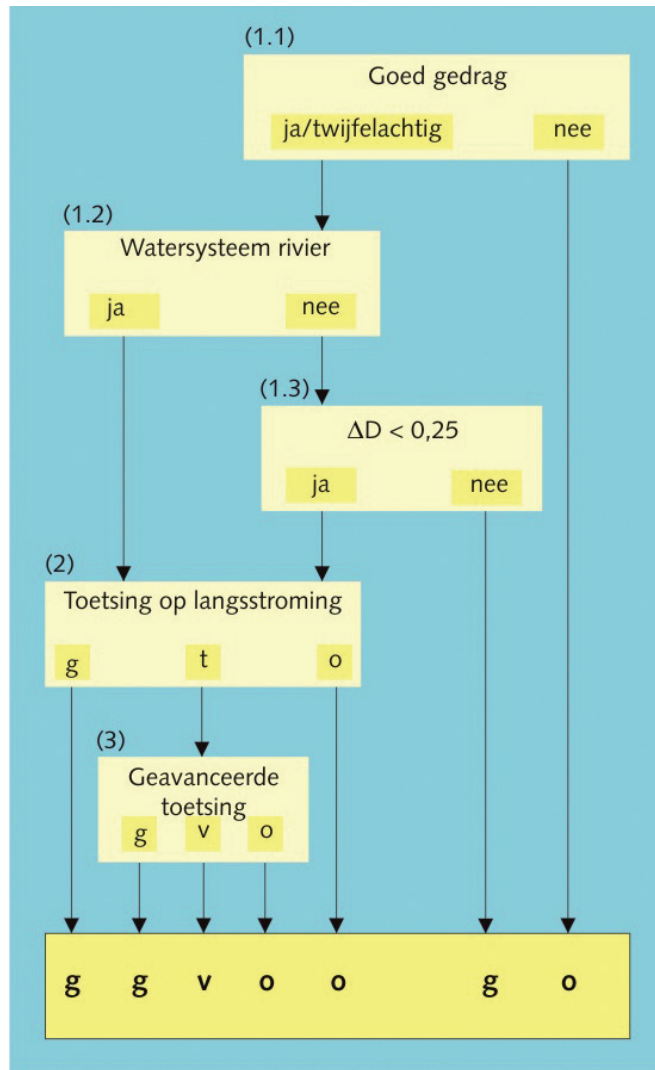 (1.1)
Goed gedrag
ja/twijfelachtig nee
(1.2)
Watersysteem rivier
ja nee
(1.3)
ΔD < 0,25
ja nee
(2)
Toetsing op langsstroming
g t o
(3)
Geavanceerde
toetsing
g v o
g g v o o g o